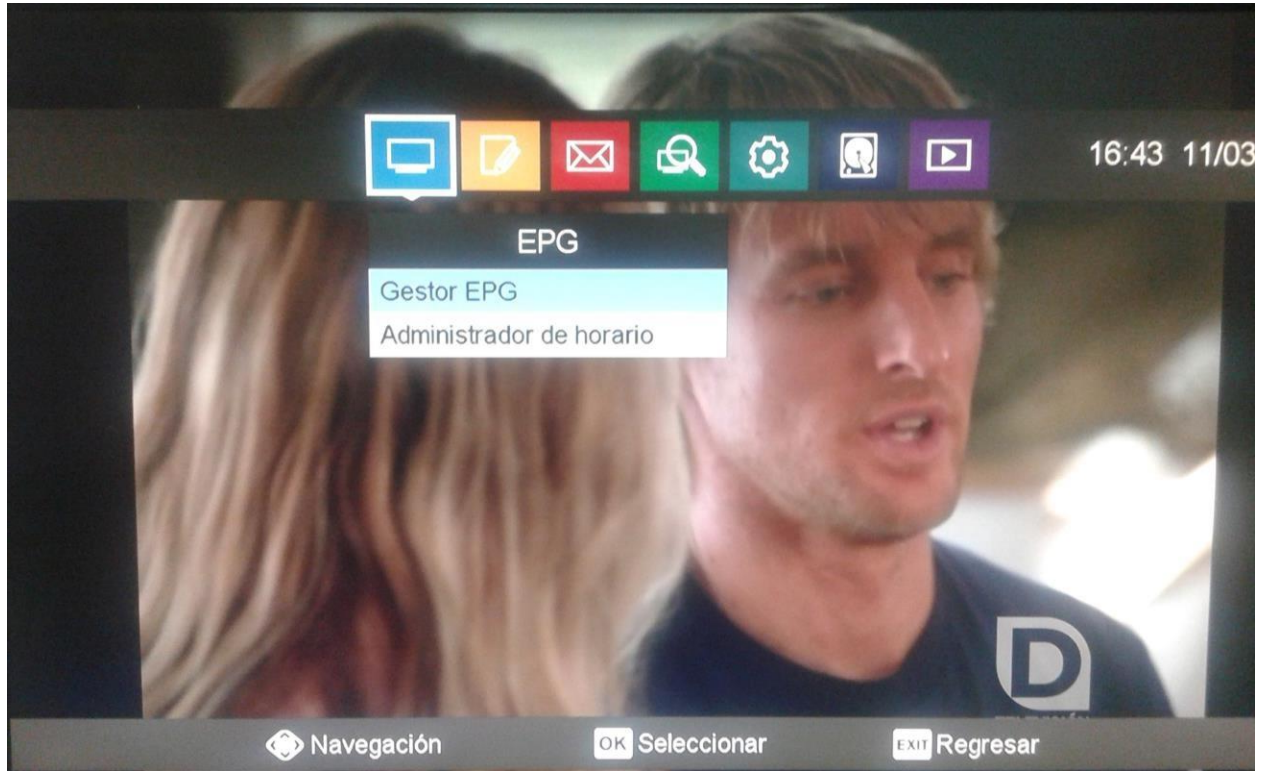 16:43 11/03
EPG
Gestor EPG
Administrador de horario
D
Navegación
OK Seleccionar
EXIT Regresar